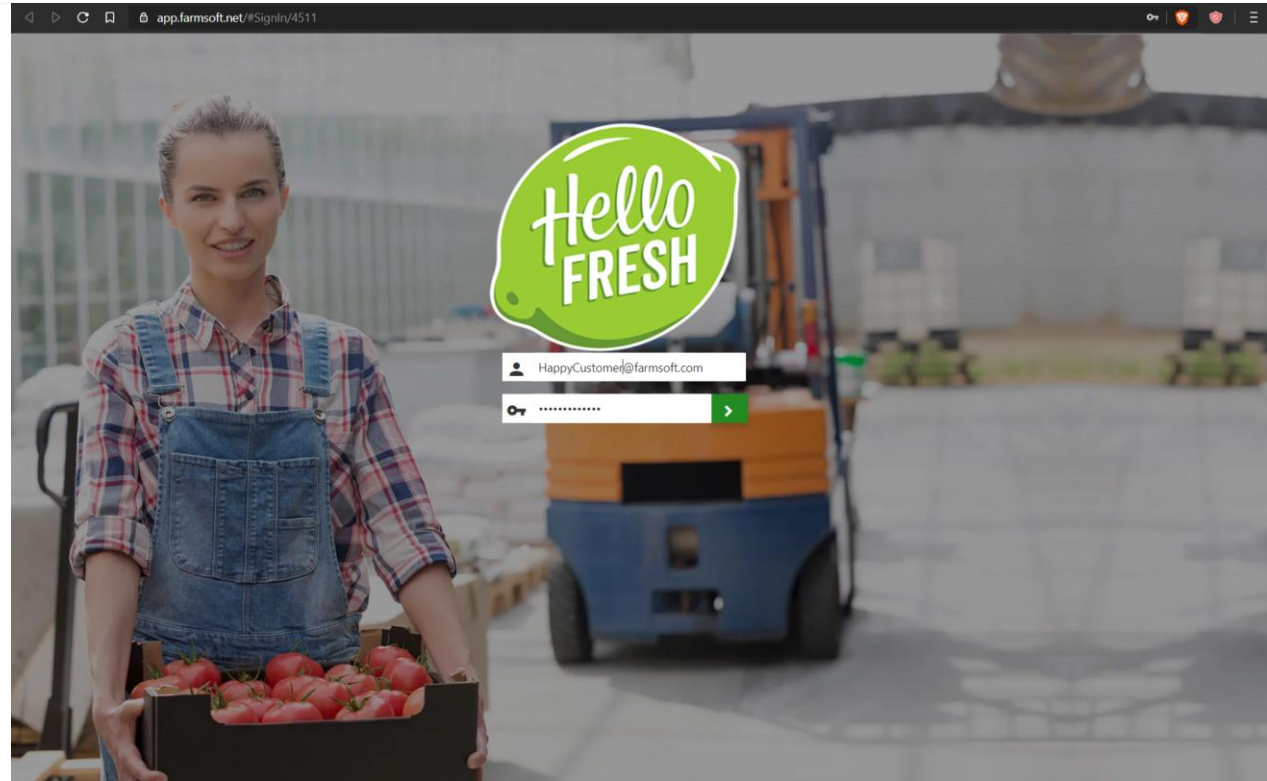 app.farmsoft.net/#SignIn/4511
Hello
FRESH
HappyCustomer@farmsoft.com
•••••••••••••